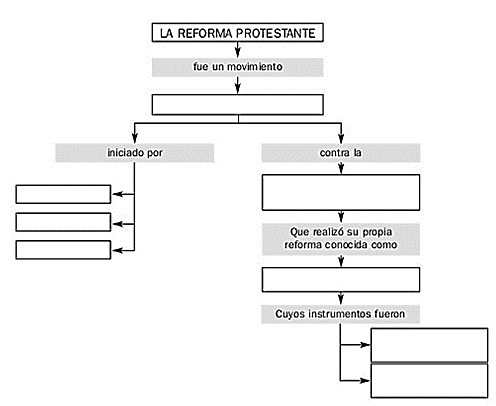 LA REFORMA PROTESTANTE
fue un movimiento
iniciado por
contra la
Que realizó su propia
reforma conocida como
Cuyos instrumentos fueron